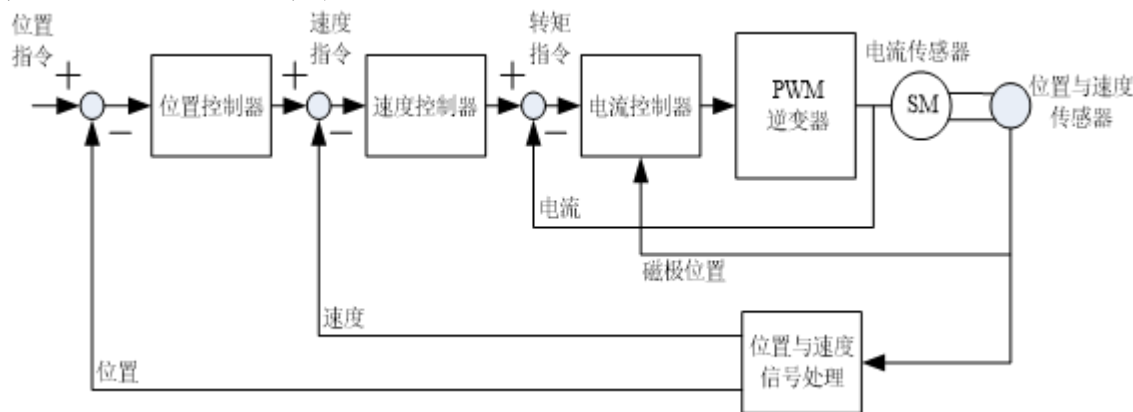 位置
指令
+
−
位置控制器
速度
指令
+
−
速度控制器
转矩
指令
+
−
电流控制器
PWM
逆变器
电流传感器
SM
位置与速度
传感器
电流
磁极位置
速度
位置
位置与速度
信号处理